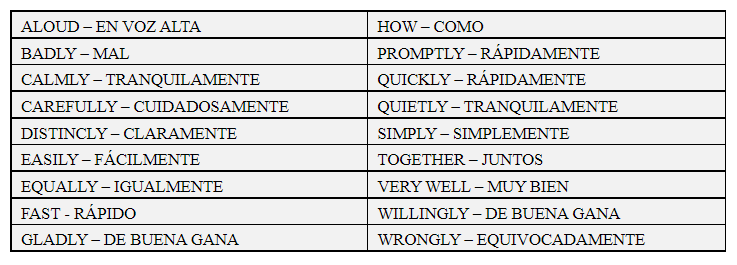 ALOUD – EN VOZ ALTA
HOW – COMO
BADLY – MAL
PROMPTLY – RÁPIDAMENTE
CALMLY – TRANQUILAMENTE
QUICKLY – RÁPIDAMENTE
CAREFULLY – CUIDADOSAMENTE
QUIETLY – TRANQUILAMENTE
DISTINCLY – CLARAMENTE
SIMPLY – SIMPLEMENTE
EASILY – FÁCILMENTE
TOGETHER – JUNTOS
EQUALLY – IGUALMENTE
VERY WELL – MUY BIEN
FAST - RÁPIDO
WILLINGLY – DE BUENA GANA
GLADLY – DE BUENA GANA
WRONGLY – EQUIVOCADAMENTE